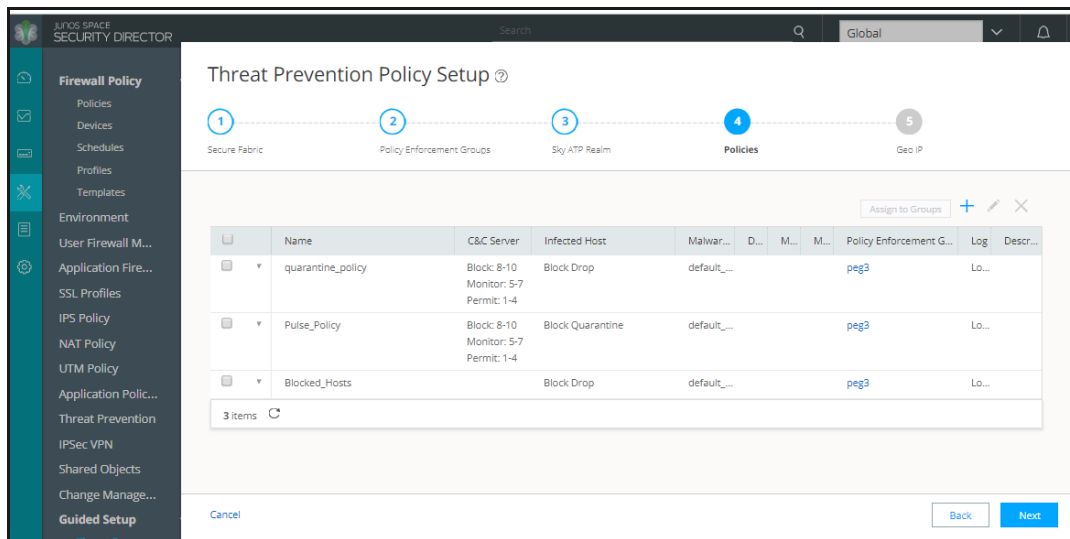 JUNOS SPACE
SECURITY DIRECTOR
Search
Global
Firewall Policy
Policies
Devices
Schedules
Profiles
Templates
Environment
User Firewall M...
Application Fire...
SSL Profiles
IPS Policy
NAT Policy
UTM Policy
Application Polic...
Threat Prevention
IPSec VPN
Shared Objects
Change Manage...
Guided Setup
Threat Prevention Policy Setup ?
1 2 3 4 5
Secure Fabric Policy Enforcement Groups Sky ATP Realm Policies Geo IP
Assign to Groups
Name C&C Server Infected Host Malwar... D... M... M... Policy Enforcement G... Log Descr...
quarantine_policy Block: 8-10 Block Drop default_... peg3 Lo...
Monitor: 5-7
Permit: 1-4
Pulse_Policy Block: 8-10 Block Quarantine default_... peg3 Lo...
Monitor: 5-7
Permit: 1-4
Blocked_Hosts Block Drop default_... peg3 Lo...
3 items
Cancel Back Next